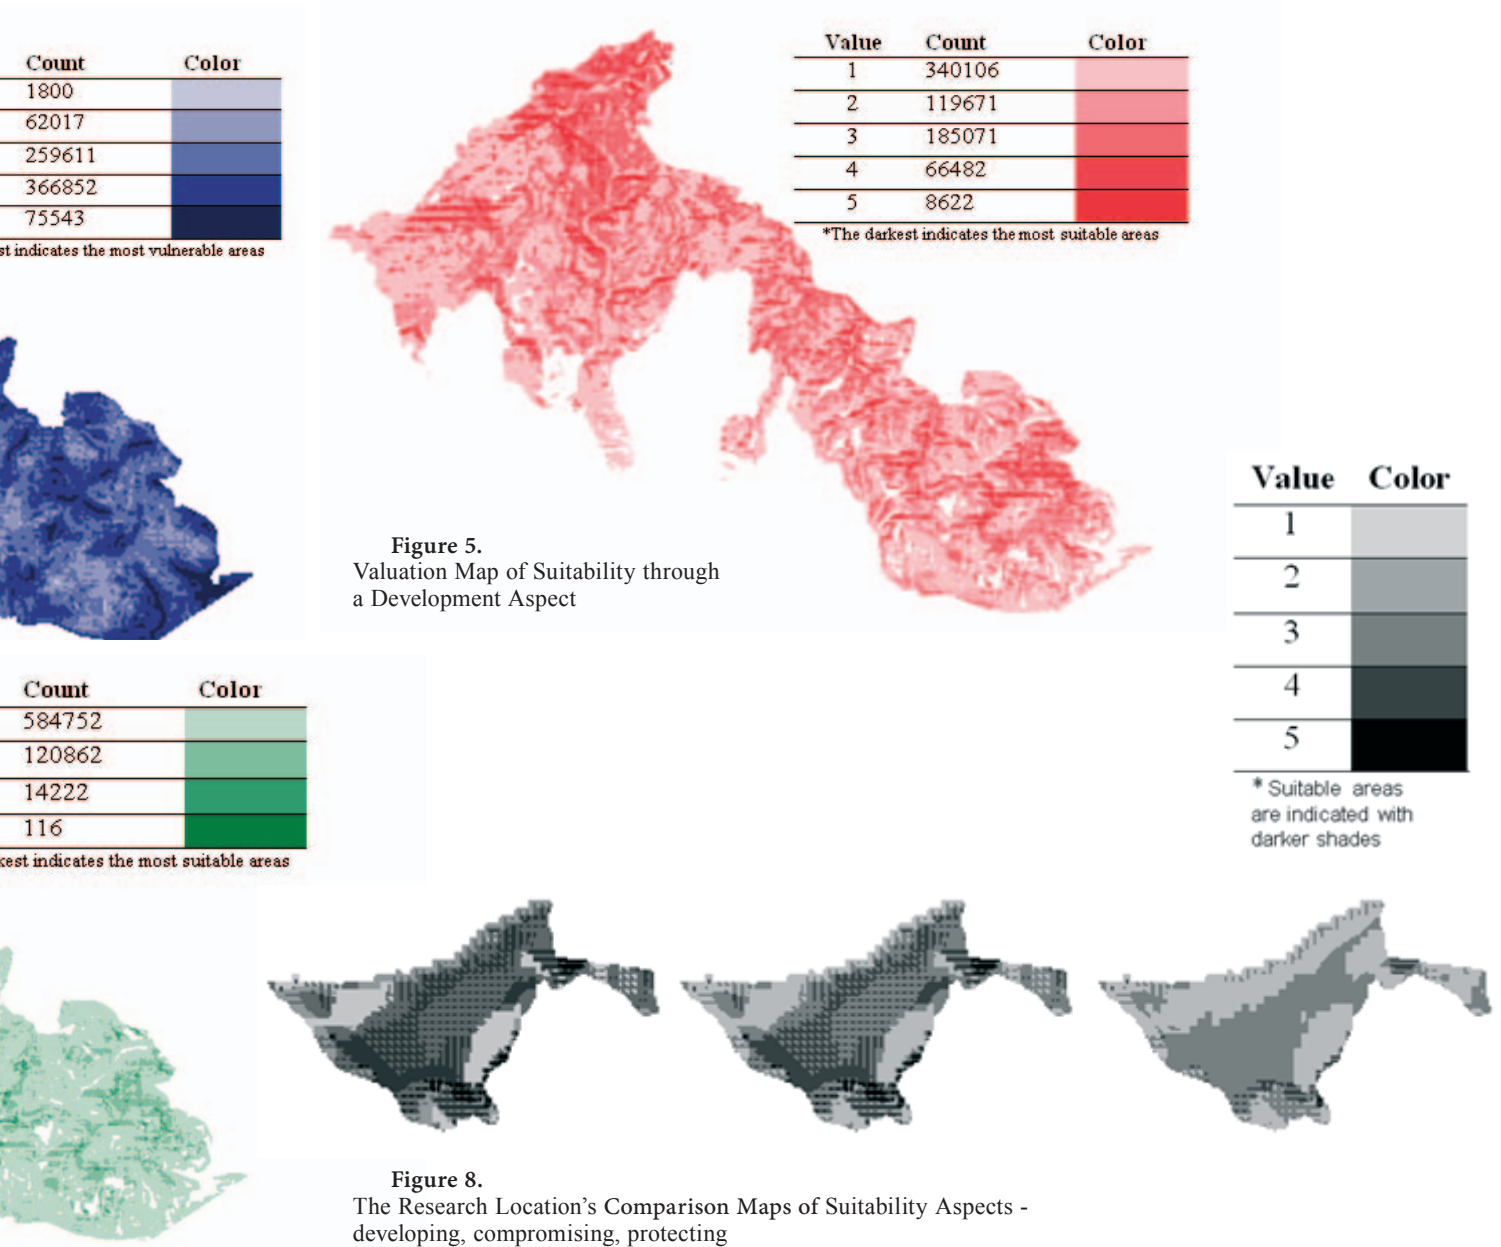 Count Color
1800
62017
259611
366852
75543
st indicates the most vulnerable areas
Value Count Color
1 340106
2 119671
3 185071
4 66482
5 8622
*The darkest indicates the most suitable areas
Figure 5.
Valuation Map of Suitability through
a Development Aspect
Value Color
1
2
3
4
5
* Suitable areas
are indicated with
darker shades
Count Color
584752
120862
14222
116
kest indicates the most suitable areas
Figure 8.
The Research Location’s Comparison Maps of Suitability Aspects -
developing, compromising, protecting